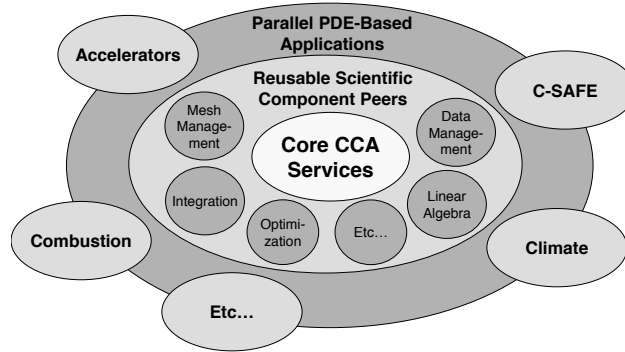 Parallel PDE-Based
Applications
Accelerators
C-SAFE
Reusable Scientific
Component Peers
Mesh
Manage-
ment
Data
Manage-
ment
Core CCA
Services
Integration
Linear
Algebra
Optimi-
zation
Etc…
Combustion
Climate
Etc…